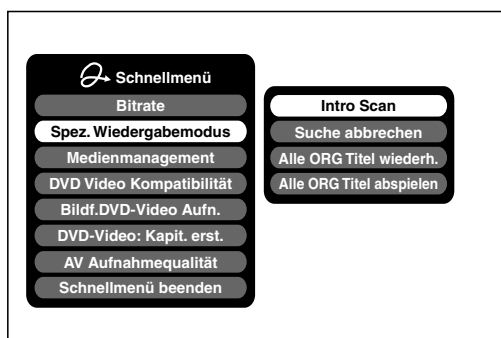 Schnellmenü
Bitrate
Spez. Wiedergabemodus
Medienmanagement
DVD Video Kompatibilität
Bildf.DVD-Video Aufn.
DVD-Video: Kapit. erst.
AV Aufnahmequalität
Schnellmenü beenden
Intro Scan
Suche abbrechen
Alle ORG Titel wiederh.
Alle ORG Titel abspielen